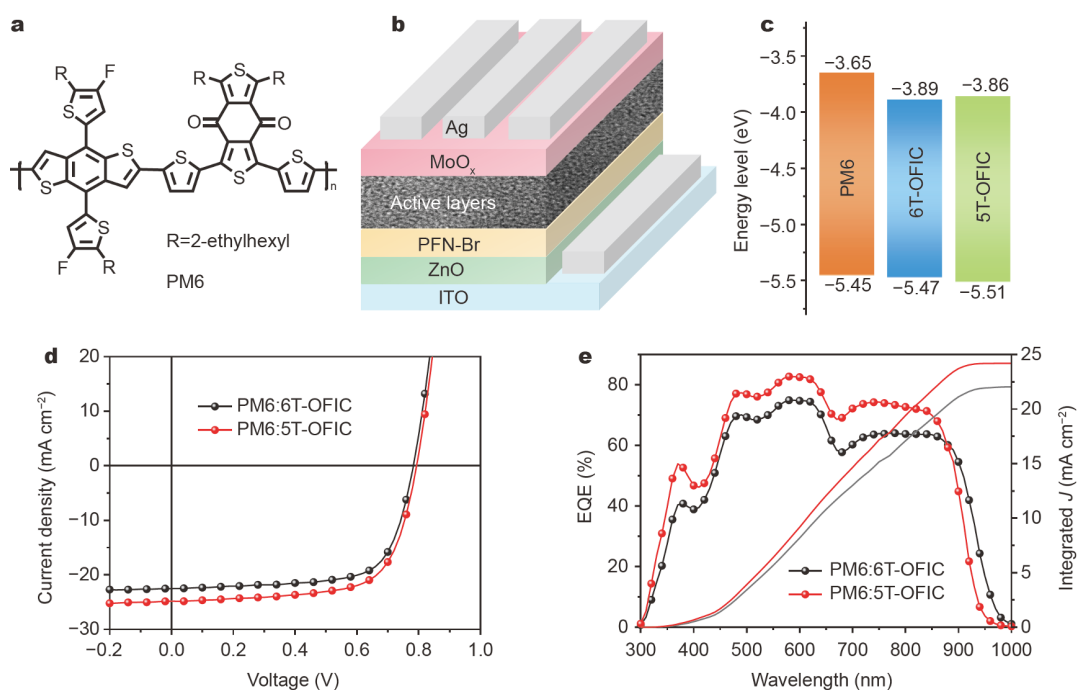 a
R
F
S
R
S
R
S
O
O
S
S
n
S
S
S
S
F
R
R=2-ethylhexyl
PM6
b
Ag
MoOx
Active layers
PFN-Br
ZnO
ITO
c
Energy level (eV)
−3.5
−4.0
−4.5
−5.0
−5.5
−3.65
−3.89
−3.86
PM6
6T-OFIC
5T-OFIC
−5.45
−5.47
−5.51
d
Current density (mA cm−2)
20
10
0
−10
−20
−30
PM6:6T-OFIC
PM6:5T-OFIC
−0.2 0.0 0.2 0.4 0.6 0.8 1.0
Voltage (V)
e
EQE (%)
80
60
40
20
0
PM6:6T-OFIC
PM6:5T-OFIC
300 400 500 600 700 800 900 1000
Wavelength (nm)
25
20
15
10
5
0
Integrated J (mA cm−2)